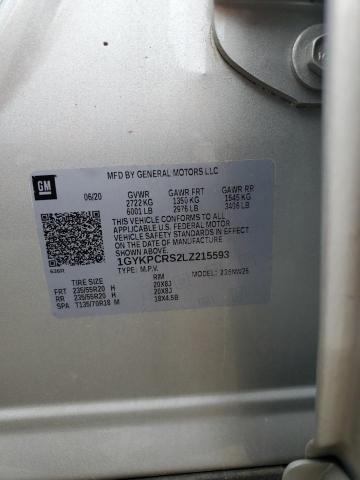 MFD BY GENERAL MOTORS LLC
GM
06/20 GVWR GAWR FRT GAWR RR
2722 KG 1350 KG 1545 KG
6001 LB 2976 LB 3406 LB
THIS VEHICLE CONFORMS TO ALL
APPLICABLE U.S. FEDERAL MOTOR
VEHICLE SAFETY STANDARDS IN
EFFECT ON THE DATE OF
MANUFACTURE SHOWN ABOVE.
1GYKPCRS2LZ215593
TYPE: M.P.V. MODEL:
TIRE SIZE RIM
FRT 235/55R20 H 20X8J
RR 235/55R20 H 20X8J
SPA T135/70R18 M 18X4.5B